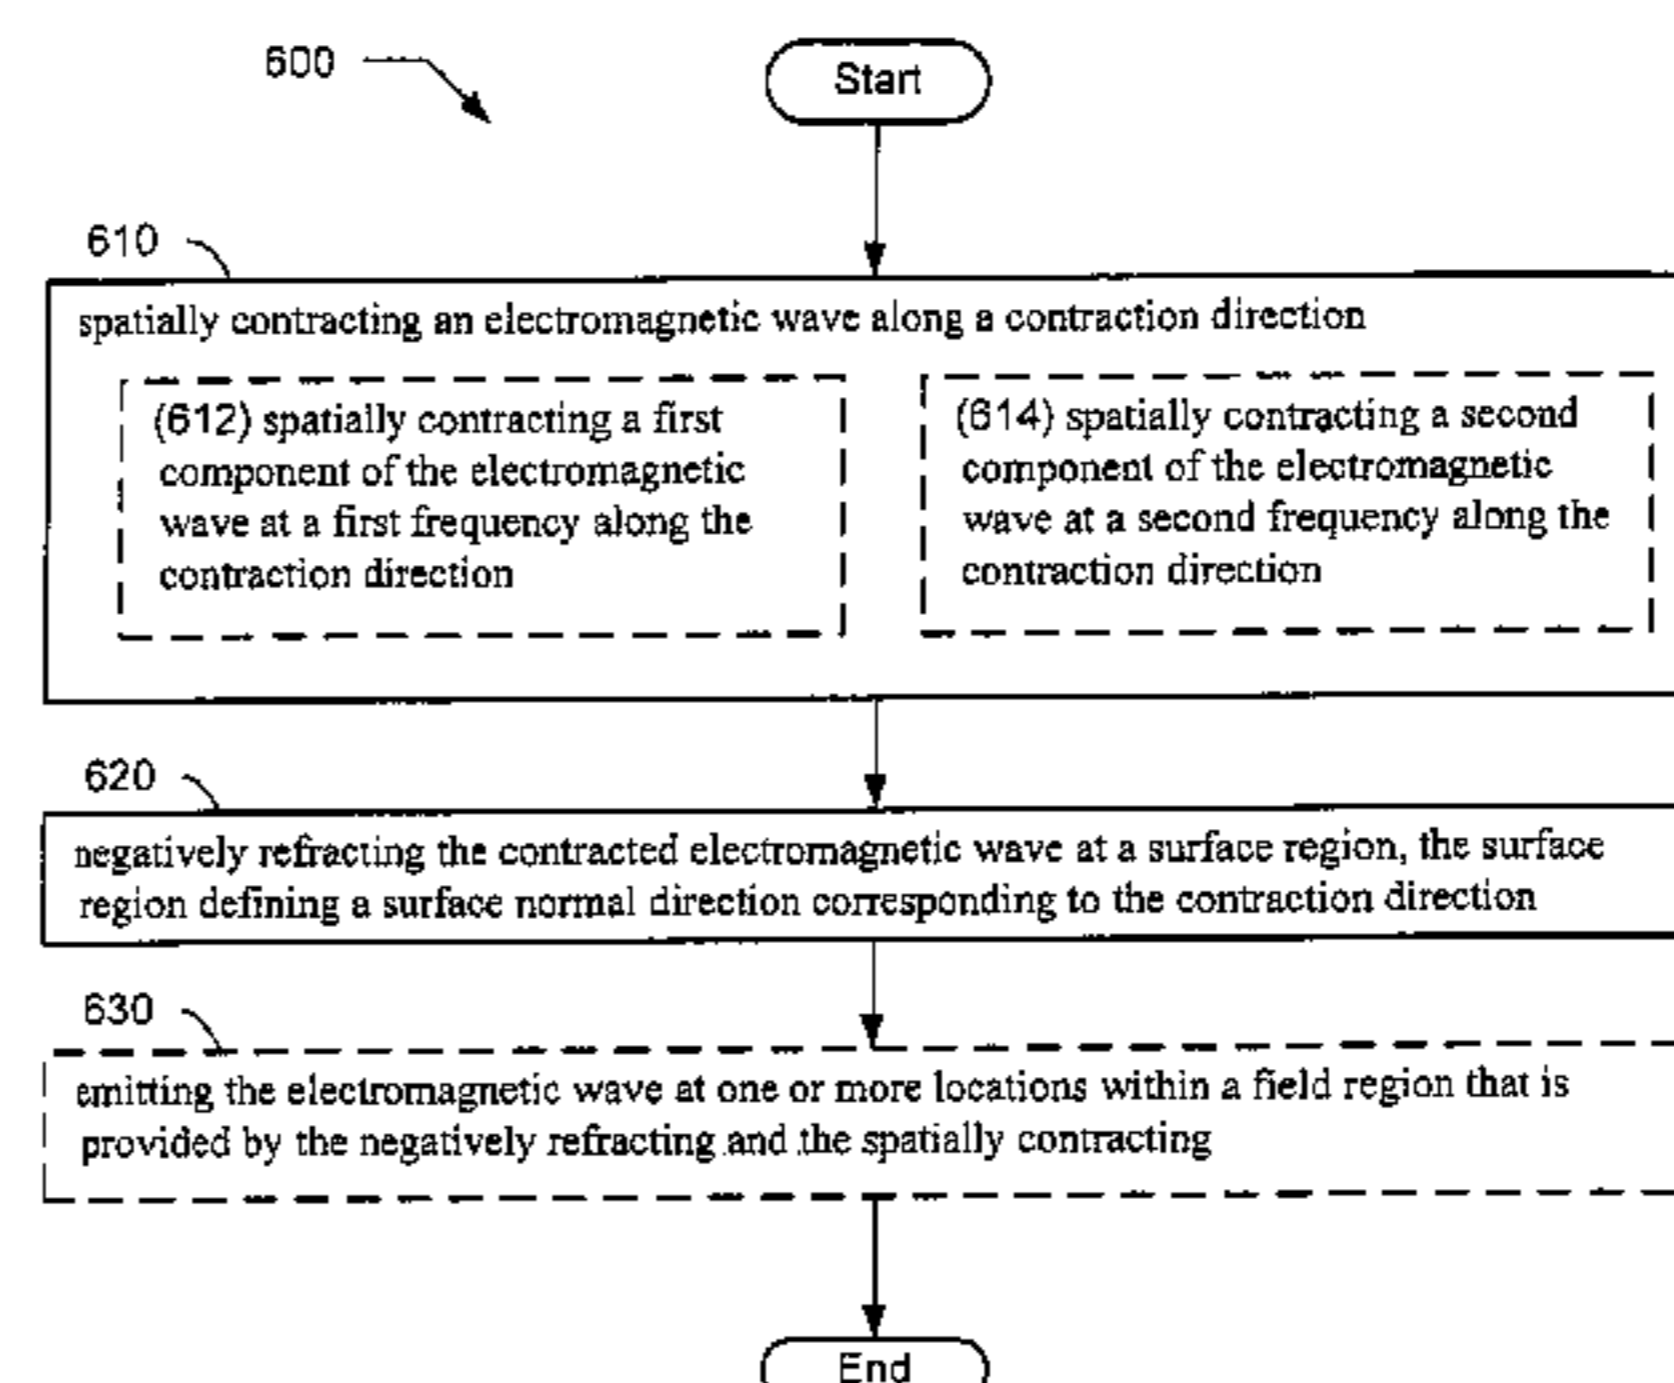 600
Start
610
spatially contracting an electromagnetic wave along a contraction direction
(612) spatially contracting a first
component of the electromagnetic
wave at a first frequency along the
contraction direction
(614) spatially contracting a second
component of the electromagnetic
wave at a second frequency along the
contraction direction
620
negatively refracting the contracted electromagnetic wave at a surface region, the surface
region defining a surface normal direction corresponding to the contraction direction
630
emitting the electromagnetic wave at one or more locations within a field region that is
provided by the negatively refracting and the spatially contracting
End